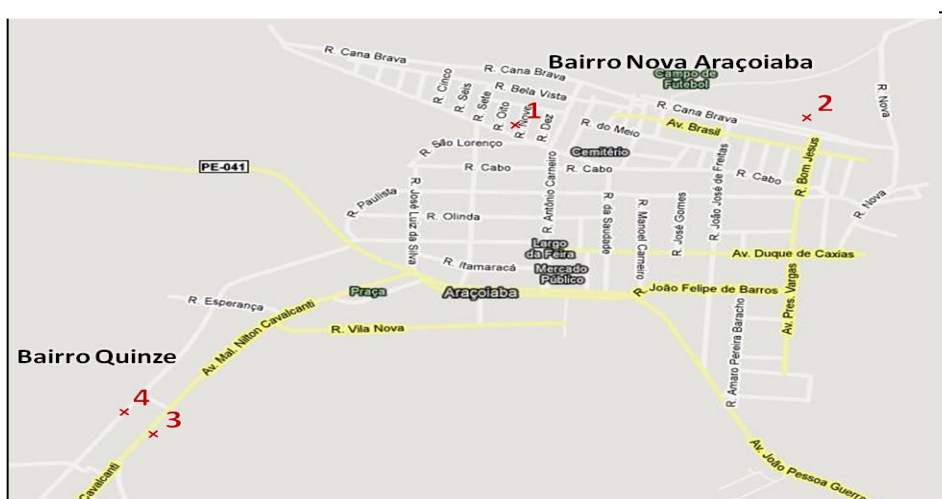 R. Cana Brava
Bairro Nova Araçoiaba
R. Cana Brava
Campo de
Futebol
R. Cinco
R. Seis
R. Sete
R. Oito
R. Nove
R. Dez
R. Bela Vista
1
2
R. Cana Brava
R. Nova
R. do Meio
Av. Brasil
R. São Lorenço
Cemitério
PE-041
R. Cabo
R. Cabo
R. Cabo
R. Bom Jesus
R. Paulista
R. José Luz da Silva
R. Antônio Carneiro
R. João José de Freitas
R. Nova
R. Olinda
R. da Saudade
R. Manoel Carneiro
R. José Gomes
Largo
da Feira
Av. Duque de Caxias
R. Itamaracá
Mercado
Público
Praça
Araçoiaba
R. João Felipe de Barros
R. Esperança
Av. Mal. Nilton Cavalcanti
R. Vila Nova
Av. Pres. Vargas
R. Amaro Pereira Baracho
Bairro Quinze
4
3
Cavalcanti
Av. João Pessoa Guerra